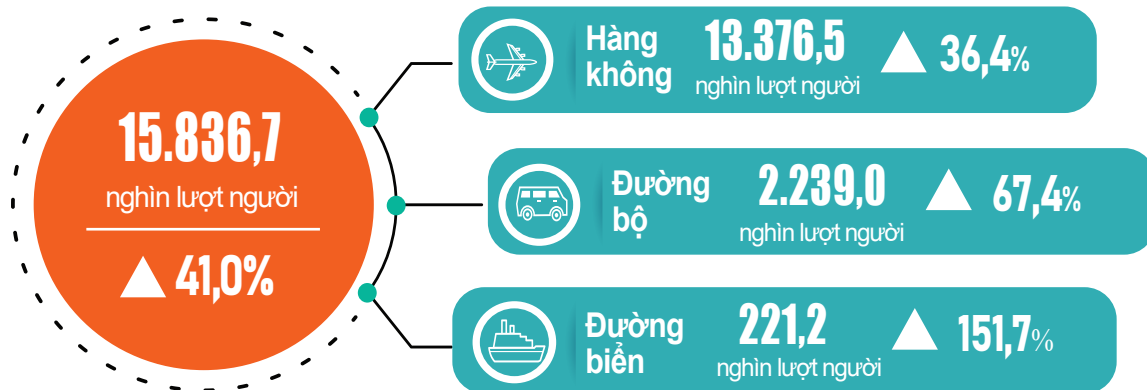 15.836,7
nghìn lượt người
▲ 41,0%
Hàng
không
13.376,5
nghìn lượt người
▲ 36,4%
Đường
bộ
2.239,0
nghìn lượt người
▲ 67,4%
Đường
biển
221,2
nghìn lượt người
▲ 151,7%